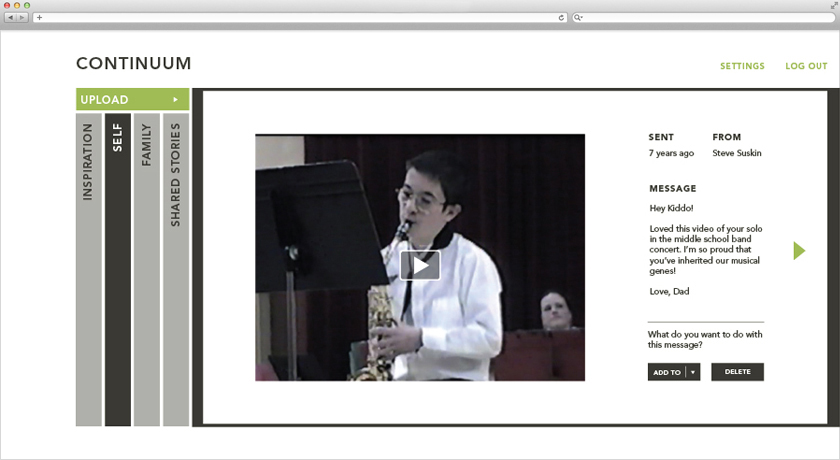 CONTINUUM
SETTINGS
LOG OUT
UPLOAD
INSPIRATION
SELF
FAMILY
SHARED STORIES
SENT
FROM
7 years ago
Steve Suskin
MESSAGE
Hey Kiddo!
Loved this video of your solo
in the middle school band
concert. I'm so proud that
you've inherited our musical
genes!
Love, Dad
What do you want to do with
this message?
ADD TO
DELETE